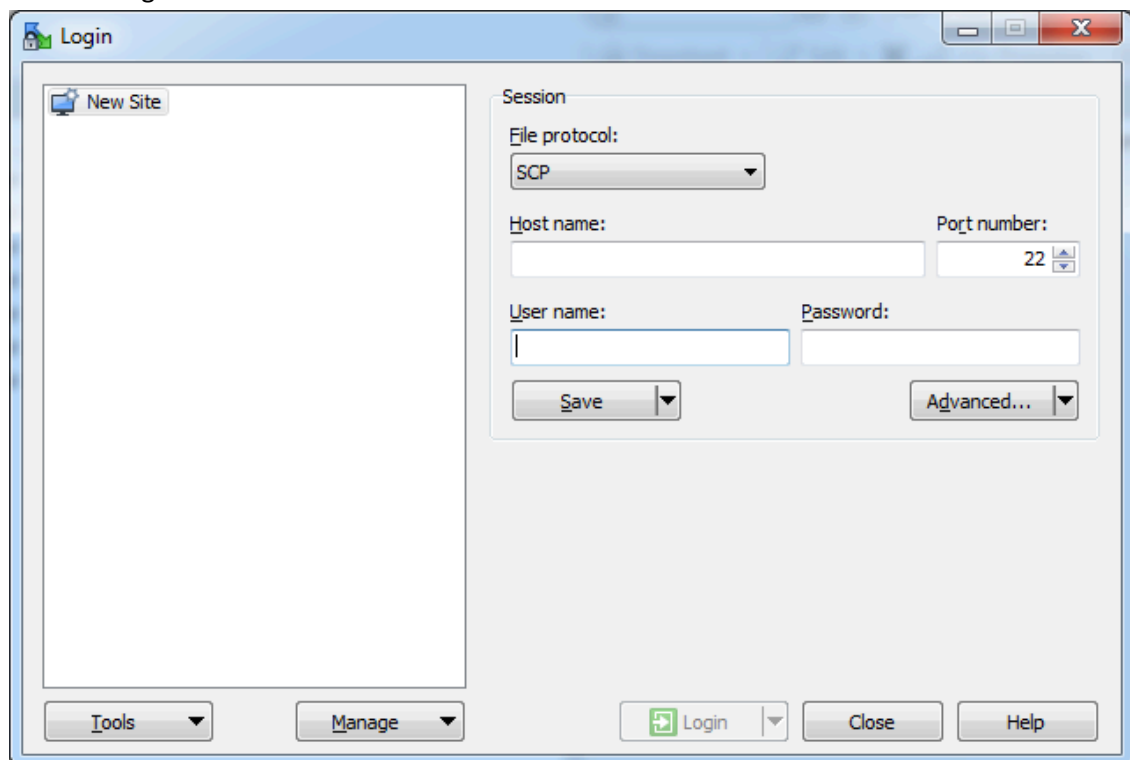 Login
New Site
Session
File protocol:
SCP
Host name:
Port number:
22
User name:
Password:
Save
Advanced...
Tools
Manage
Login
Close
Help